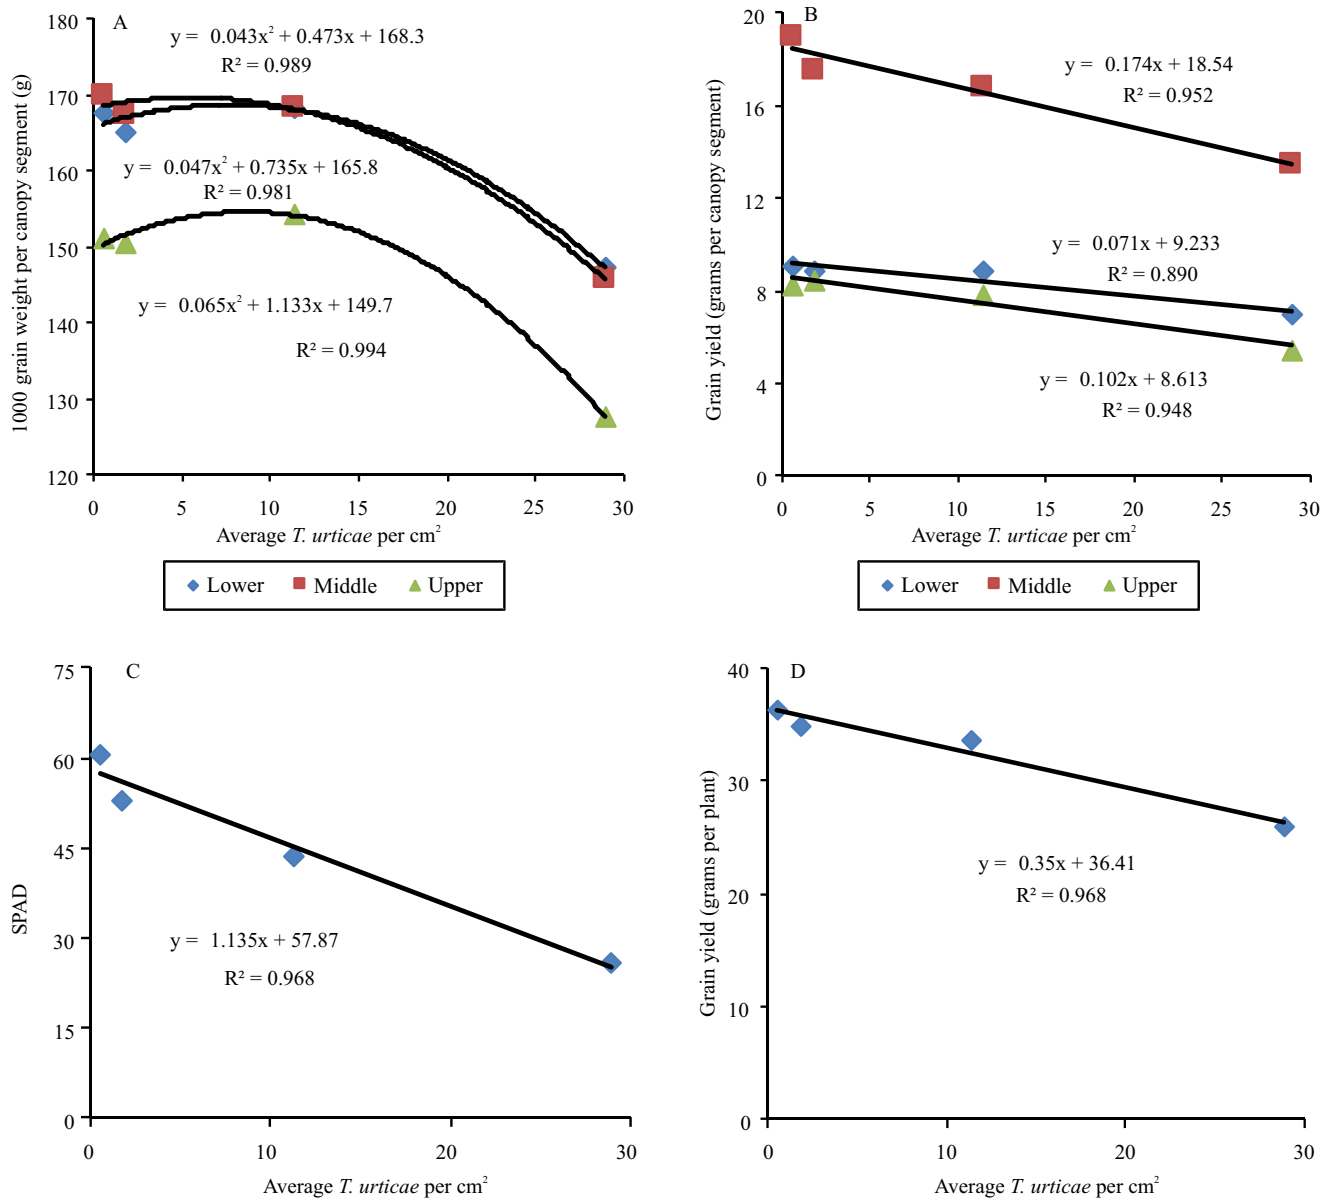 A
y = 0.043x² + 0.473x + 168.3
R² = 0.989
y = 0.047x² + 0.735x + 165.8
R² = 0.981
y = 0.065x² + 1.133x + 149.7
R² = 0.994
1000 grain weight per canopy segment (g)
180
170
160
150
140
130
120
0 5 10 15 20 25 30
Average T. urticae per cm²
Lower Middle Upper
B
y = 0.174x + 18.54
R² = 0.952
y = 0.071x + 9.233
R² = 0.890
y = 0.102x + 8.613
R² = 0.948
Grain yield (grams per canopy segment)
20
16
12
8
4
0
0 5 10 15 20 25 30
Average T. urticae per cm²
Lower Middle Upper
C
y = 1.135x + 57.87
R² = 0.968
SPAD
75
60
45
30
15
0
0 10 20 30
Average T. urticae per cm²
D
y = 0.35x + 36.41
R² = 0.968
Grain yield (grams per plant)
40
30
20
10
0
0 10 20 30
Average T. urticae per cm²